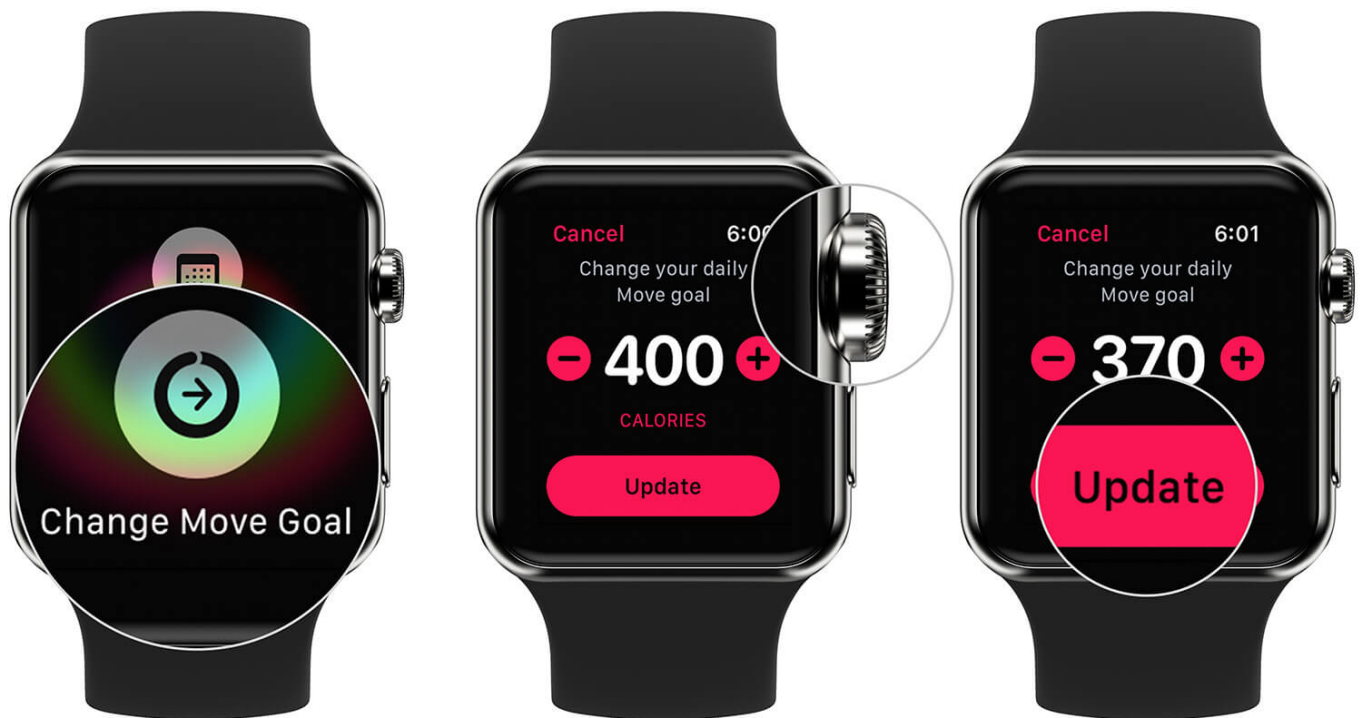 Change Move Goal
Cancel
Change your daily
Move goal
− 400 +
CALORIES
Update
Cancel 6:01
Change your daily
Move goal
− 370 +
Update